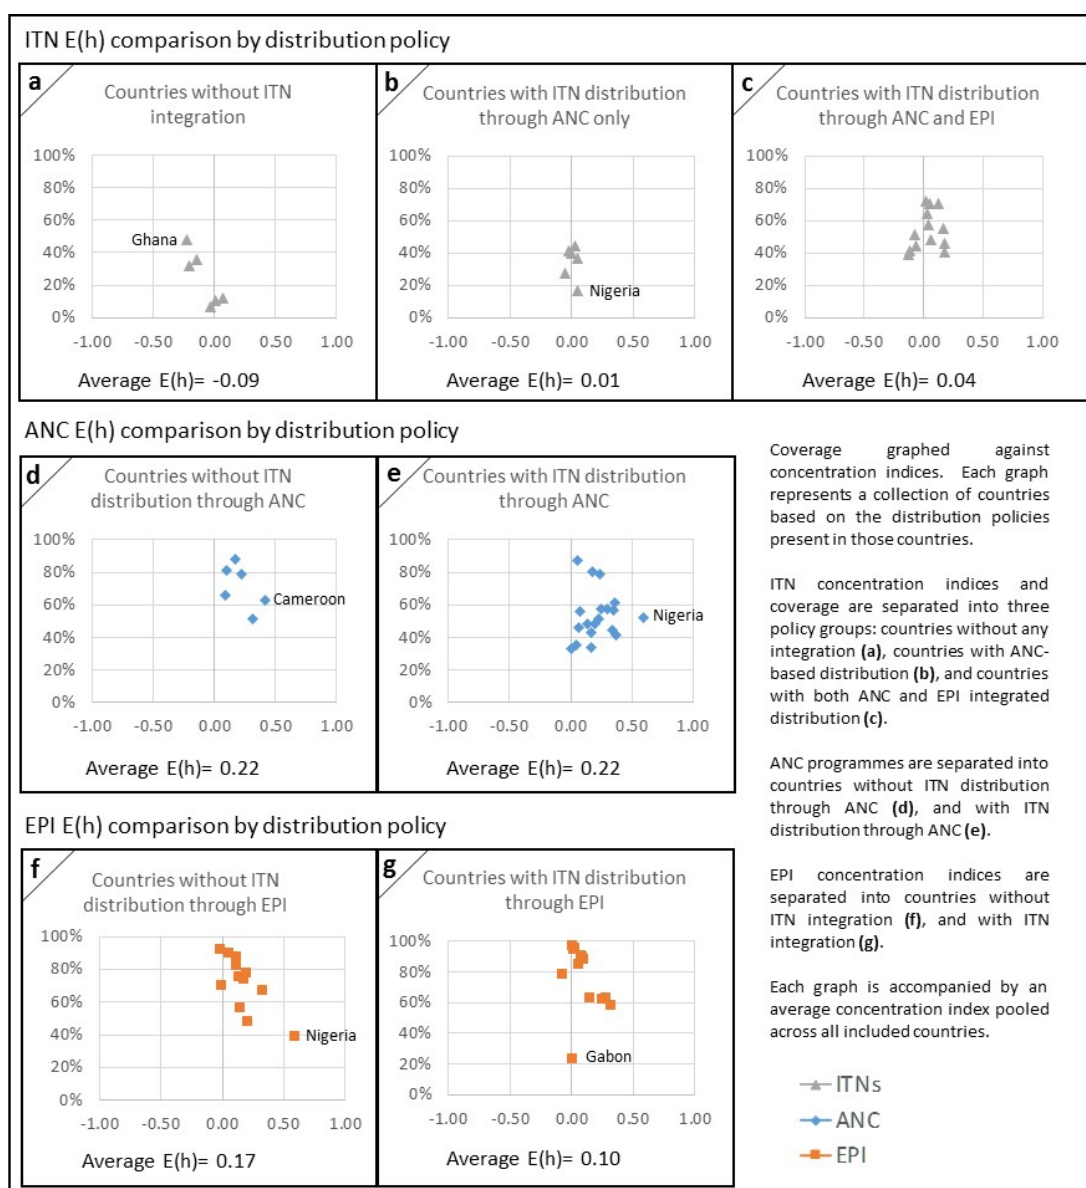 ITN E(h) comparison by distribution policy
a
Countries without ITN
integration
100%
80%
60%
40%
20%
0%
Ghana
-1.00 -0.50 0.00 0.50 1.00
Average E(h)= -0.09
b
Countries with ITN distribution
through ANC only
100%
80%
60%
40%
20%
0%
Nigeria
-1.00 -0.50 0.00 0.50 1.00
Average E(h)= 0.01
c
Countries with ITN distribution
through ANC and EPI
100%
80%
60%
40%
20%
0%
-1.00 -0.50 0.00 0.50 1.00
Average E(h)= 0.04
ANC E(h) comparison by distribution policy
d
Countries without ITN
distribution through ANC
100%
80%
60%
40%
20%
0%
Cameroon
-1.00 -0.50 0.00 0.50 1.00
Average E(h)= 0.22
e
Countries with ITN distribution
through ANC
100%
80%
60%
40%
20%
0%
Nigeria
-1.00 -0.50 0.00 0.50 1.00
Average E(h)= 0.22
EPI E(h) comparison by distribution policy
f
Countries without ITN
distribution through EPI
100%
80%
60%
40%
20%
0%
Nigeria
-1.00 -0.50 0.00 0.50 1.00
Average E(h)= 0.17
g
Countries with ITN distribution
through EPI
100%
80%
60%
40%
20%
0%
Gabon
-1.00 -0.50 0.00 0.50 1.00
Average E(h)= 0.10
Coverage graphed against
concentration indices. Each graph
represents a collection of countries
based on the distribution policies
present in those countries.
ITN concentration indices and
coverage are separated into three
policy groups: countries without any
integration (a), countries with ANC-
based distribution (b), and countries
with both ANC and EPI integrated
distribution (c).
ANC programmes are separated into
countries without ITN distribution
through ANC (d), and with ITN
distribution through ANC (e).
EPI concentration indices are
separated into countries without
ITN integration (f), and with ITN
integration (g).
Each graph is accompanied by an
average concentration index pooled
across all included countries.
ITNs
ANC
EPI